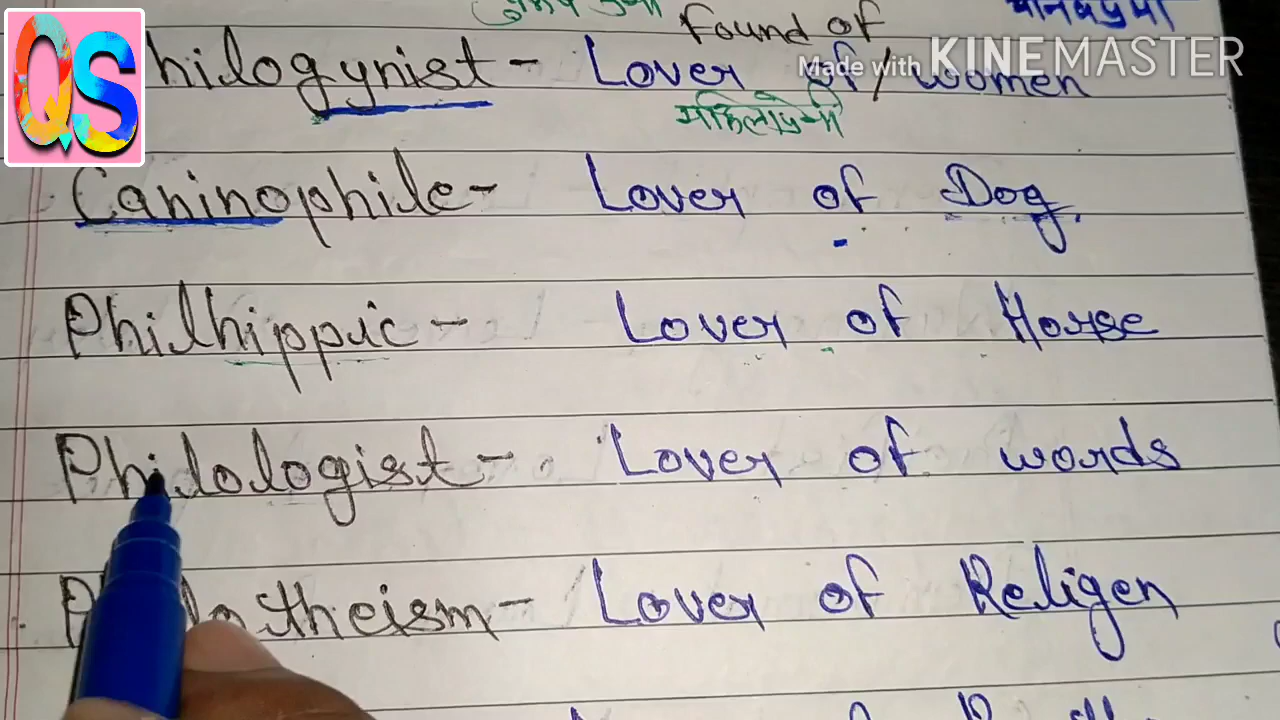 found of मानवप्रेमी
hilogynist - Lover of / women
महिलाप्रेमी
Caninophile - Lover of Dog.
Philhippic - Lover of Horse
Philologist - Lover of words
theism - Lover of Religen
QS
Made with KINEMASTER